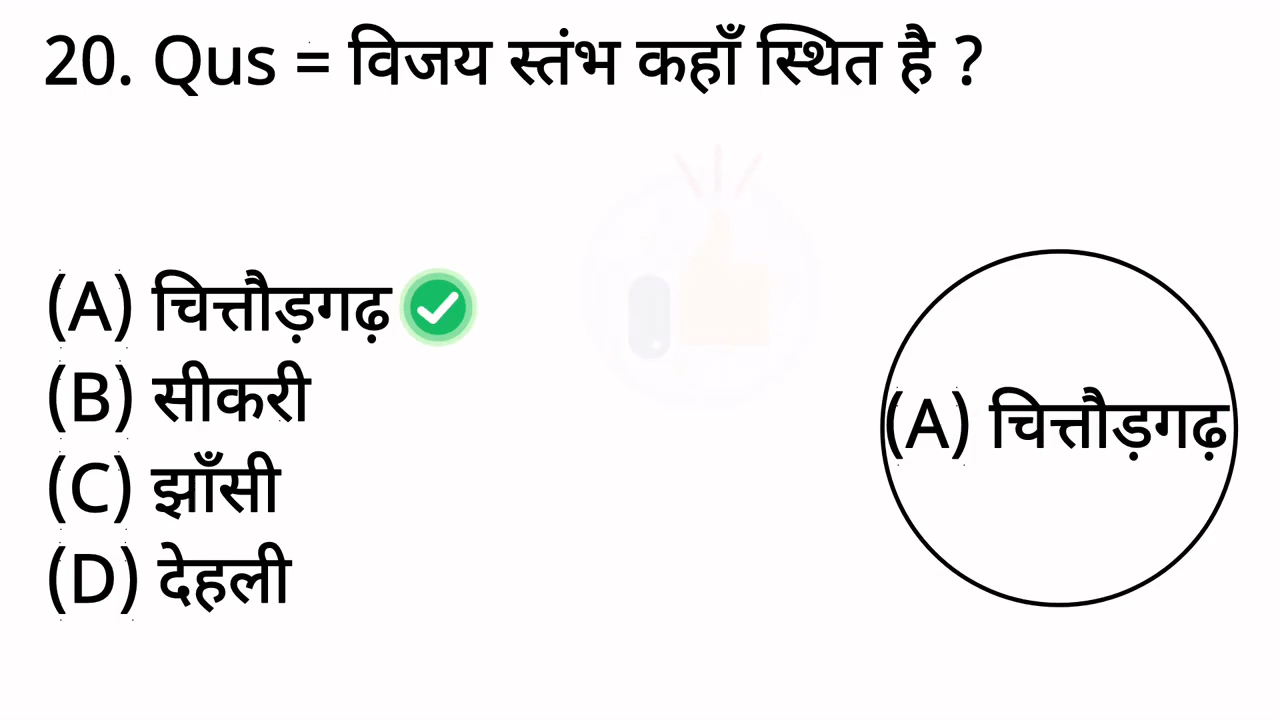 20. Qus = विजय स्तंभ कहाँ स्थित है ?
(A) चित्तौड़गढ़
(B) सीकरी
(C) झाँसी
(D) देहली
(A) चित्तौड़गढ़